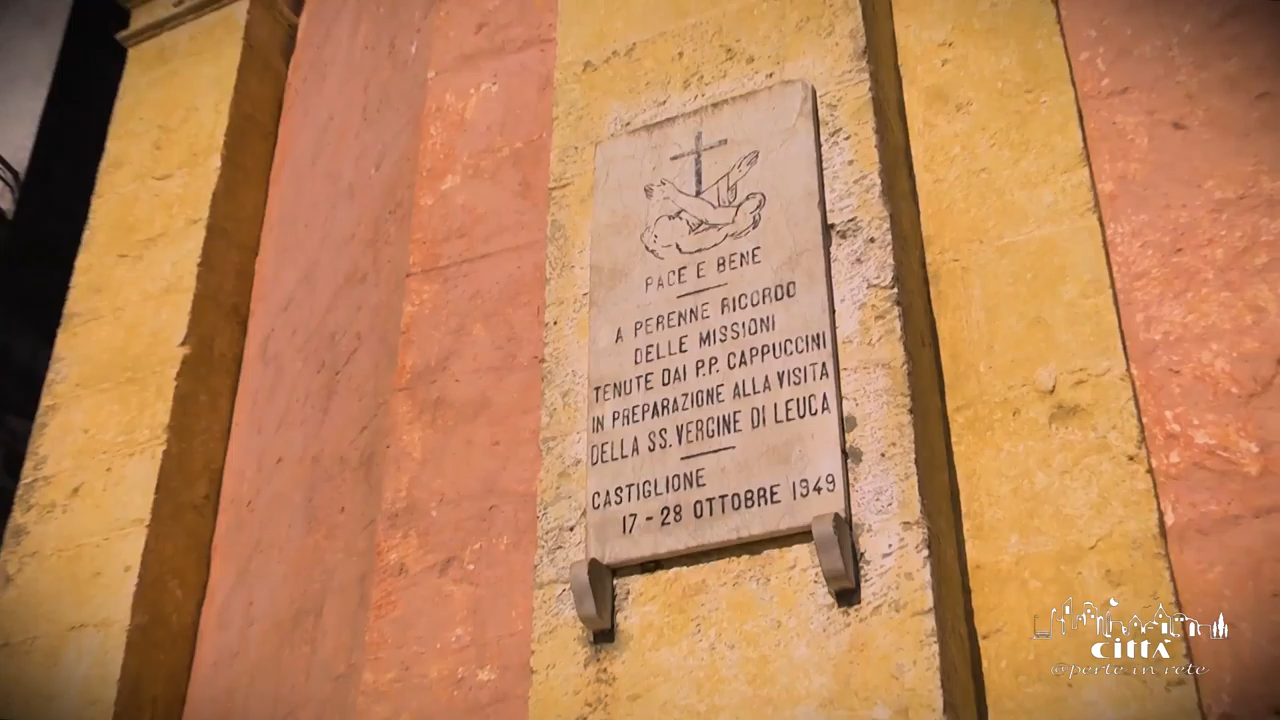 PACE E BENE
A PERENNE RICORDO
DELLE MISSIONI
TENUTE DAI P.P. CAPPUCCINI
IN PREPARAZIONE ALLA VISITA
DELLA SS. VERGINE DI LEUCA
CASTIGLIONE
17 - 28 OTTOBRE 1949
CITTÀ
@perte in rete